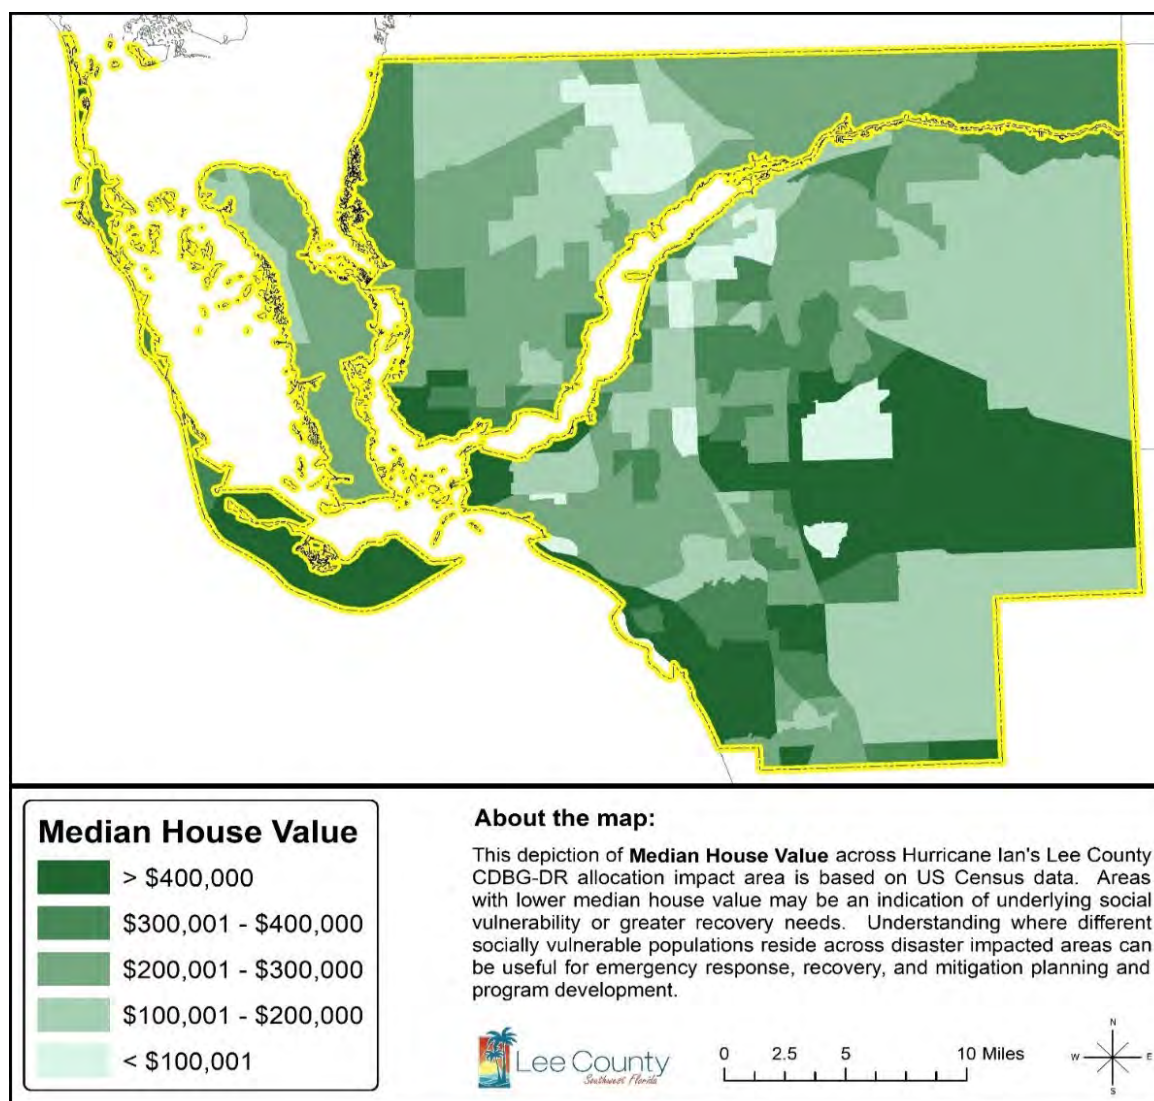 Median House Value
> $400,000
$300,001 - $400,000
$200,001 - $300,000
$100,001 - $200,000
< $100,001
About the map:
This depiction of Median House Value across Hurricane Ian's Lee County
CDBG-DR allocation impact area is based on US Census data. Areas
with lower median house value may be an indication of underlying social
vulnerability or greater recovery needs. Understanding where different
socially vulnerable populations reside across disaster impacted areas can
be useful for emergency response, recovery, and mitigation planning and
program development.
Lee County
Southwest Florida
0 2.5 5 10 Miles
N
W E
S